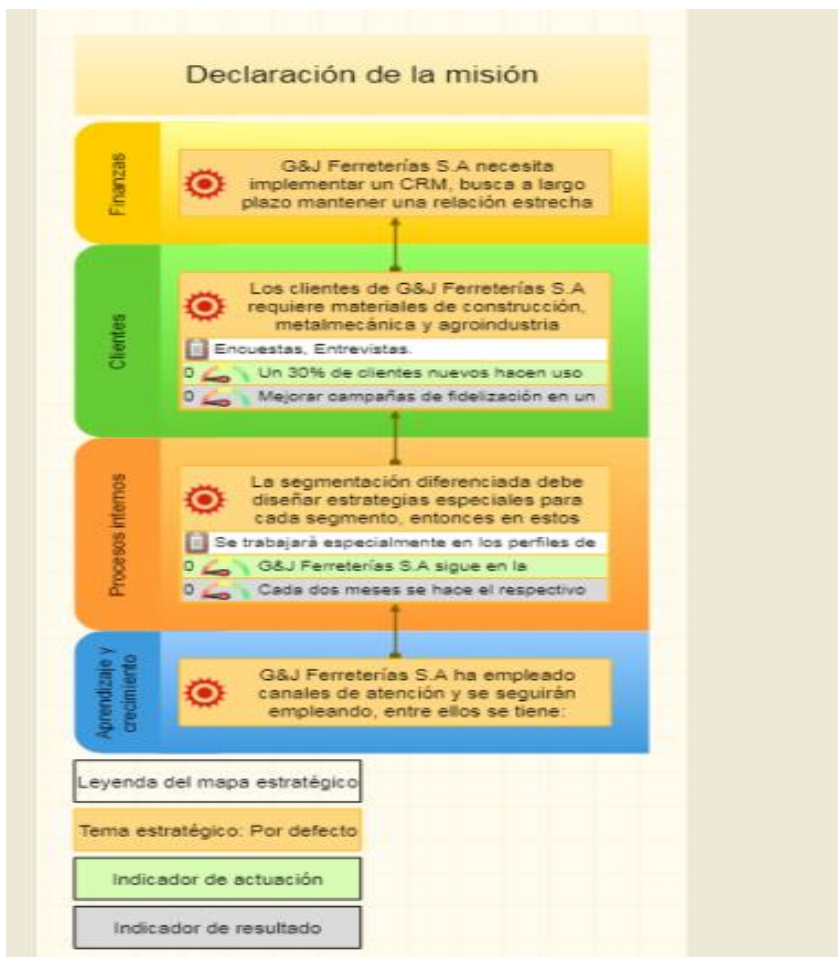 Declaración de la misión
Finanzas
G&J Ferreterías S.A necesita
implementar un CRM, busca a largo
plazo mantener una relación estrecha
Clientes
Los clientes de G&J Ferreterías S.A
requiere materiales de construcción,
metalmecánica y agroindustria
Encuestas, Entrevistas.
0 Un 30% de clientes nuevos hacen uso
0 Mejorar campañas de fidelización en un
Procesos internos
La segmentación diferenciada debe
diseñar estrategias especiales para
cada segmento, entonces en estos
Se trabajará especialmente en los perfiles de
0 G&J Ferreterías S.A sigue en la
0 Cada dos meses se hace el respectivo
Aprendizaje y
crecimiento
G&J Ferreterías S.A ha empleado
canales de atención y se seguirán
empleando, entre ellos se tiene:
Leyenda del mapa estratégico
Tema estratégico: Por defecto
Indicador de actuación
Indicador de resultado